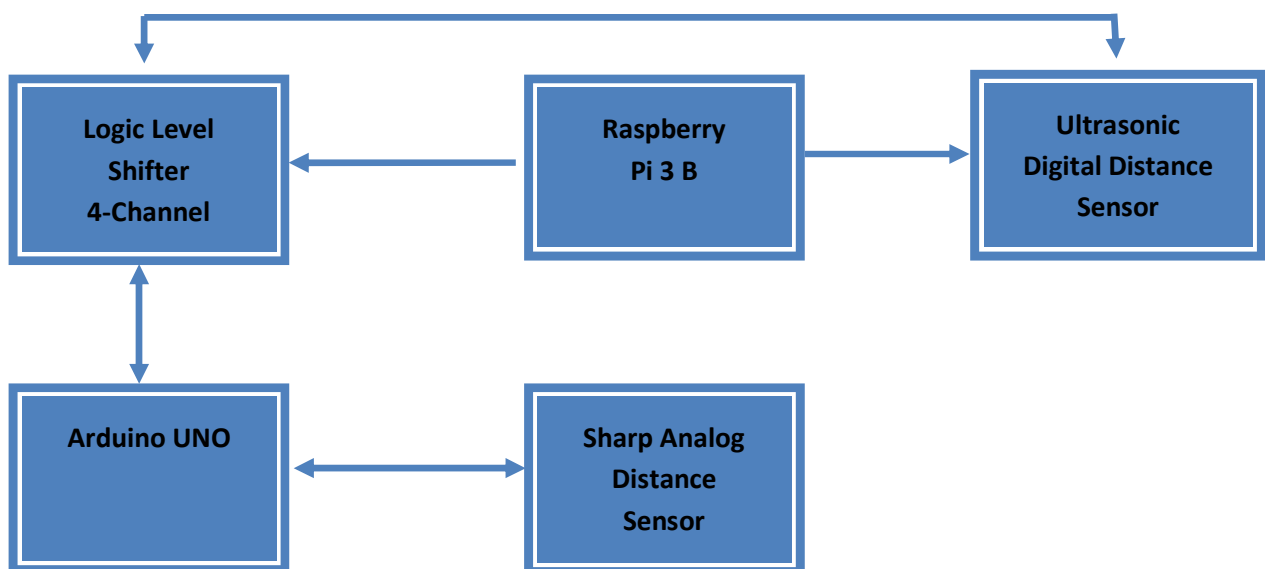 Logic Level
Shifter
4-Channel
Raspberry
Pi 3 B
Ultrasonic
Digital Distance
Sensor
Arduino UNO
Sharp Analog
Distance
Sensor